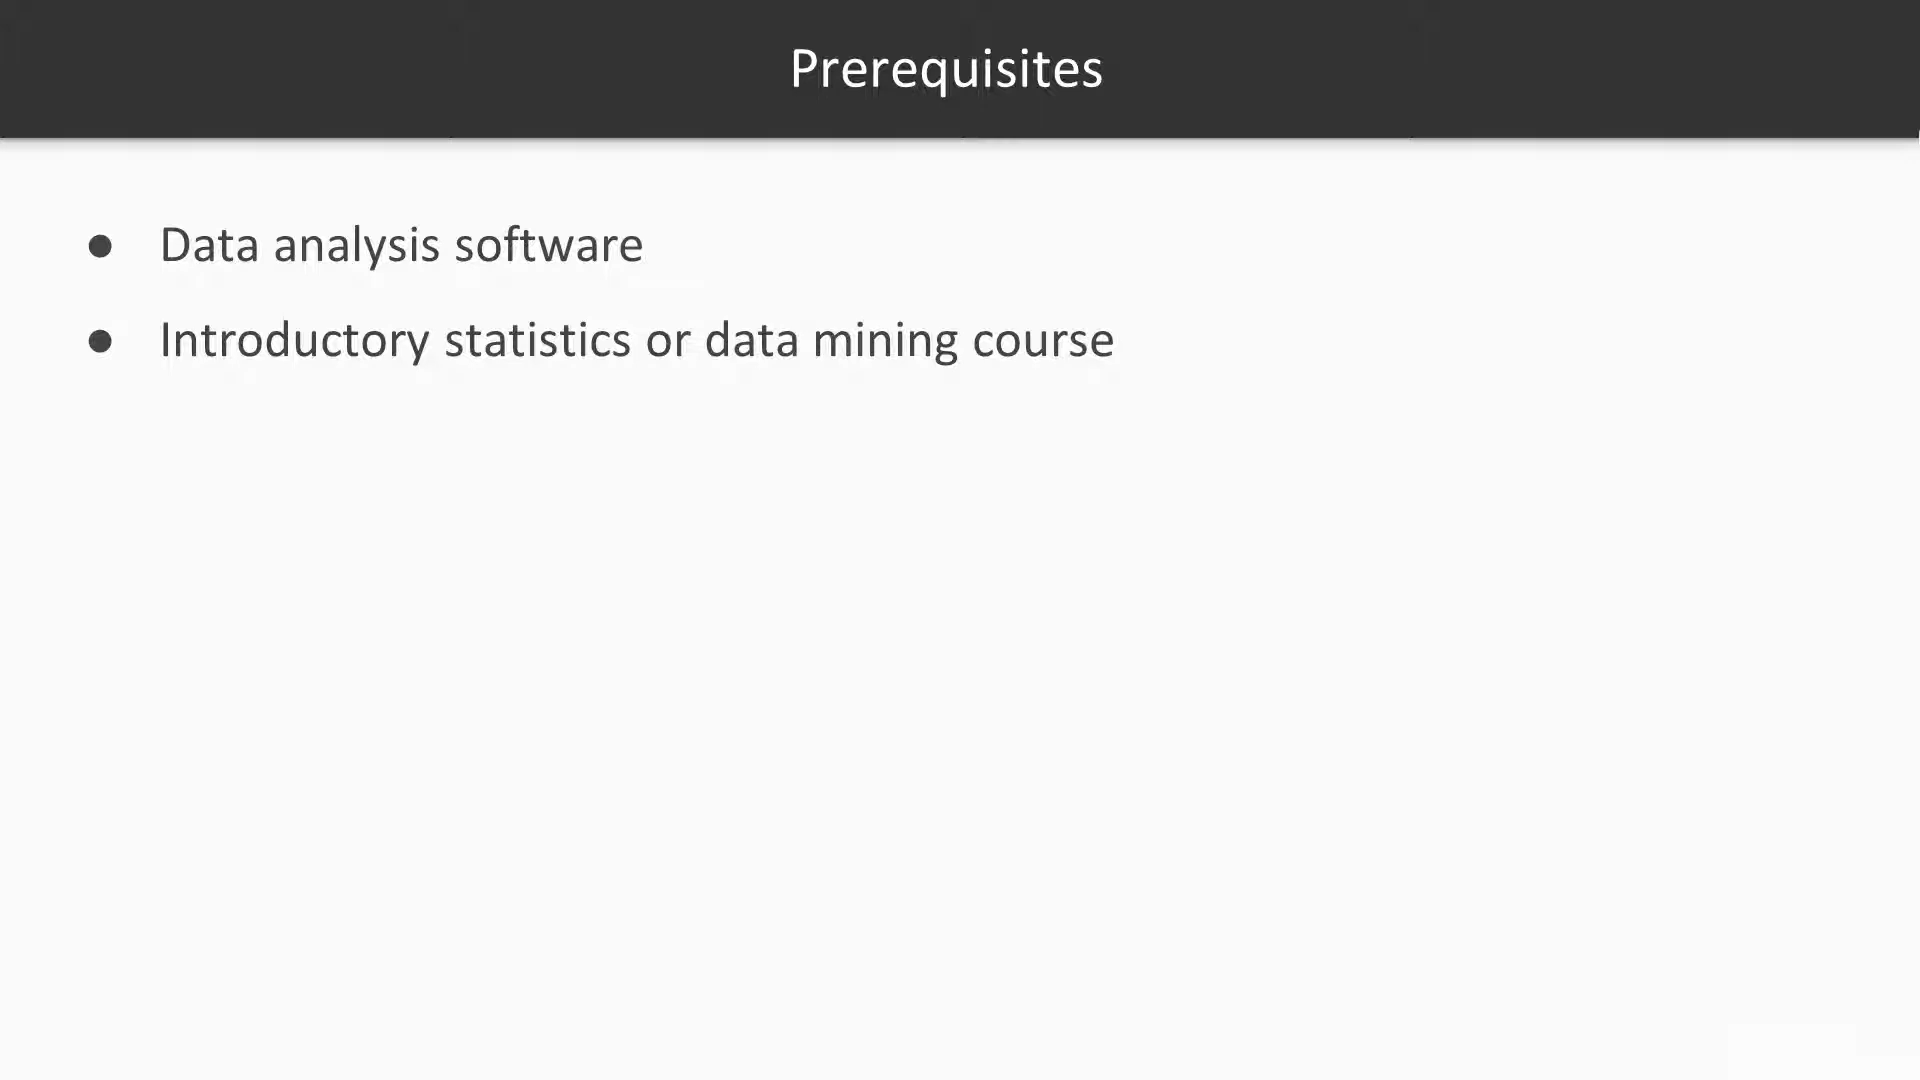 Prerequisites
● Data analysis software
● Introductory statistics or data mining course